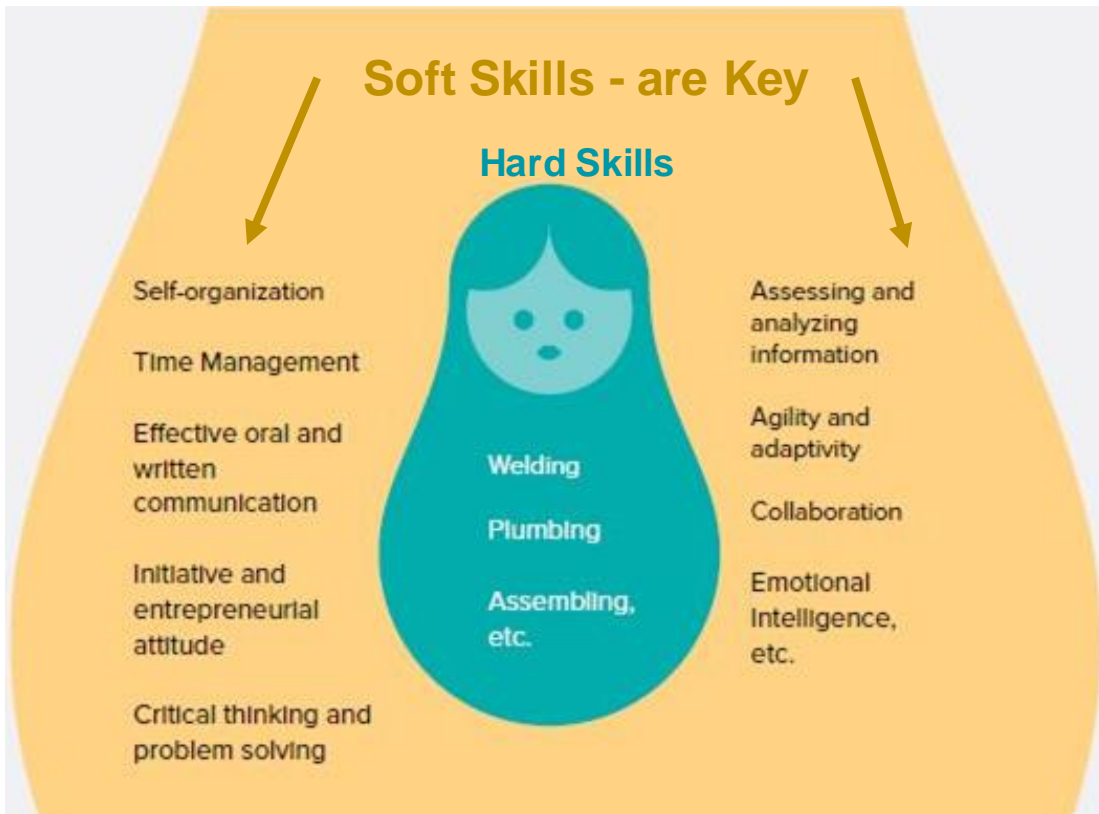 Soft Skills - are Key
Hard Skills
Self-organization
Time Management
Effective oral and
written
communication
Initiative and
entrepreneurial
attitude
Critical thinking and
problem solving
Welding
Plumbing
Assembling,
etc.
Assessing and
analyzing
information
Agility and
adaptivity
Collaboration
Emotional
Intelligence,
etc.